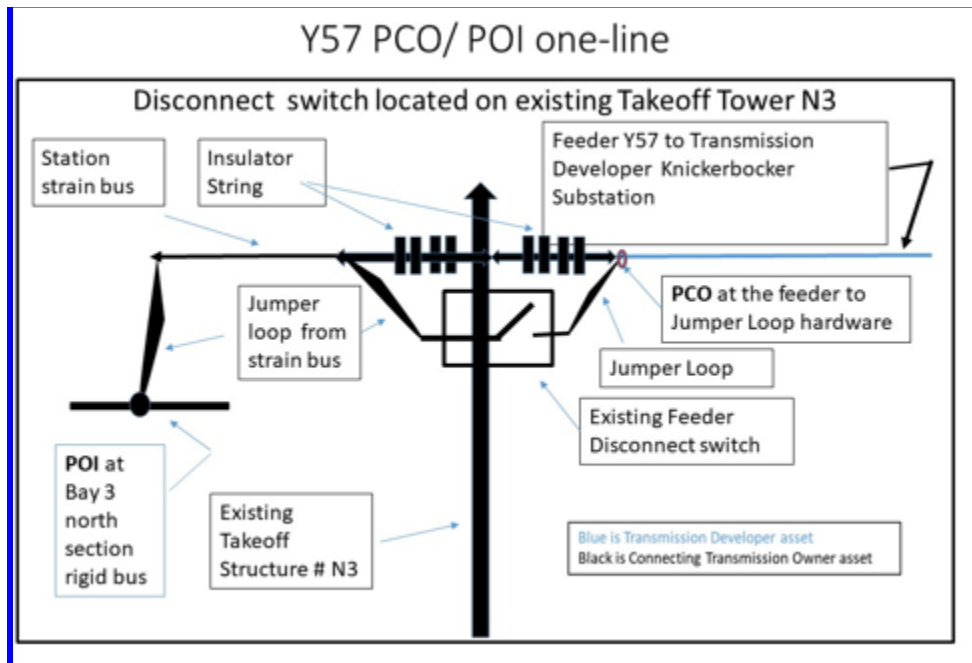 Y57 PCO/ POI one-line
Disconnect switch located on existing Takeoff Tower N3
Station
strain bus
Insulator
String
Feeder Y57 to Transmission
Developer Knickerbocker
Substation
Jumper
loop from
strain bus
PCO at the feeder to
Jumper Loop hardware
Jumper Loop
Existing Feeder
Disconnect switch
POI at
Bay 3
north
section
rigid bus
Existing
Takeoff
Structure # N3
Blue is Transmission Developer asset
Black is Connecting Transmission Owner asset